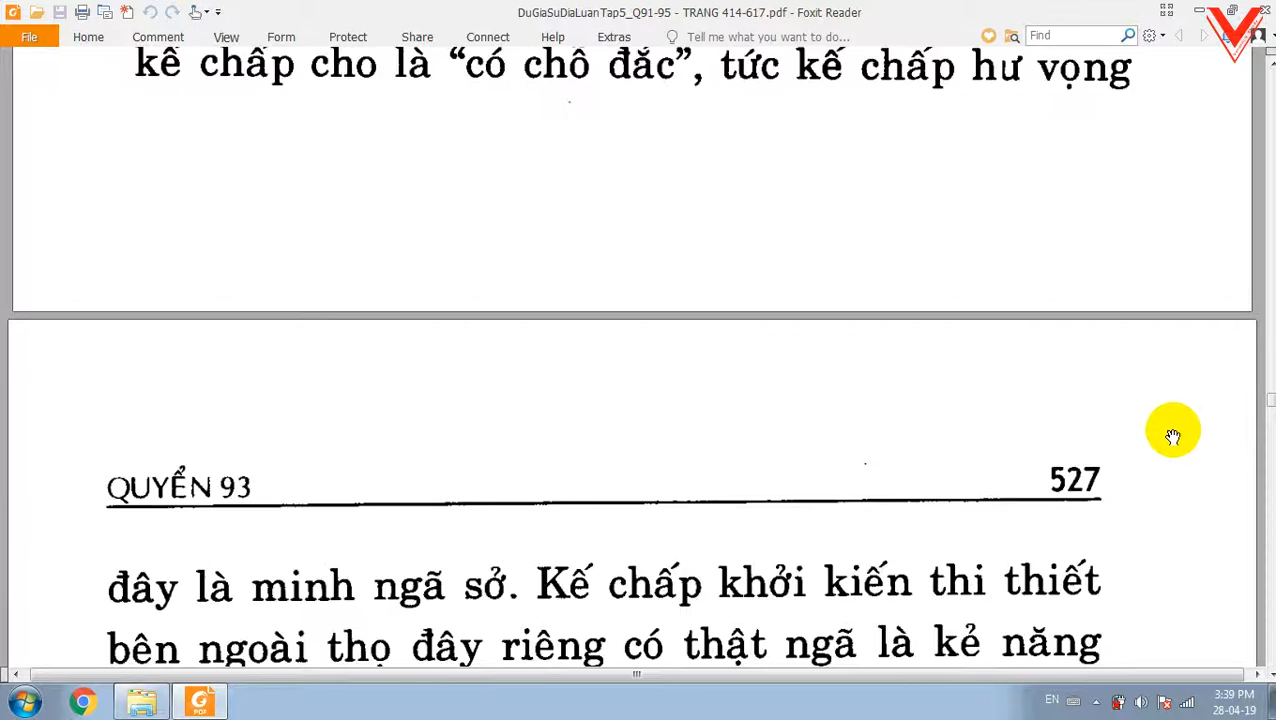 DuGiaSuDiaLuanTap5_Q91-95 - TRANG 414-617.pdf - Foxit Reader
File Home Comment View Form Protect Share Connect Help Extras Tell me what you want to do... Find
kế chấp cho là “có chỗ đắc”, tức kế chấp hư vọng
QUYỂN 93 527
đây là minh ngã sở. Kế chấp khởi kiến thi thiết
bên ngoài thọ đây riêng có thật ngã là kẻ năng
PDF
EN 3:39 PM
28-04-19